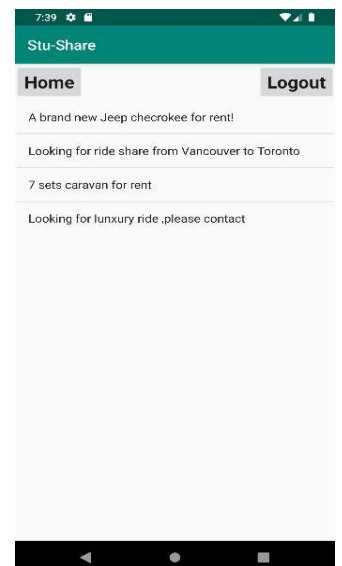 7:39
Stu-Share
Home Logout
A brand new Jeep checrokee for rent!
Looking for ride share from Vancouver to Toronto
7 sets caravan for rent
Looking for lunxury ride ,please contact